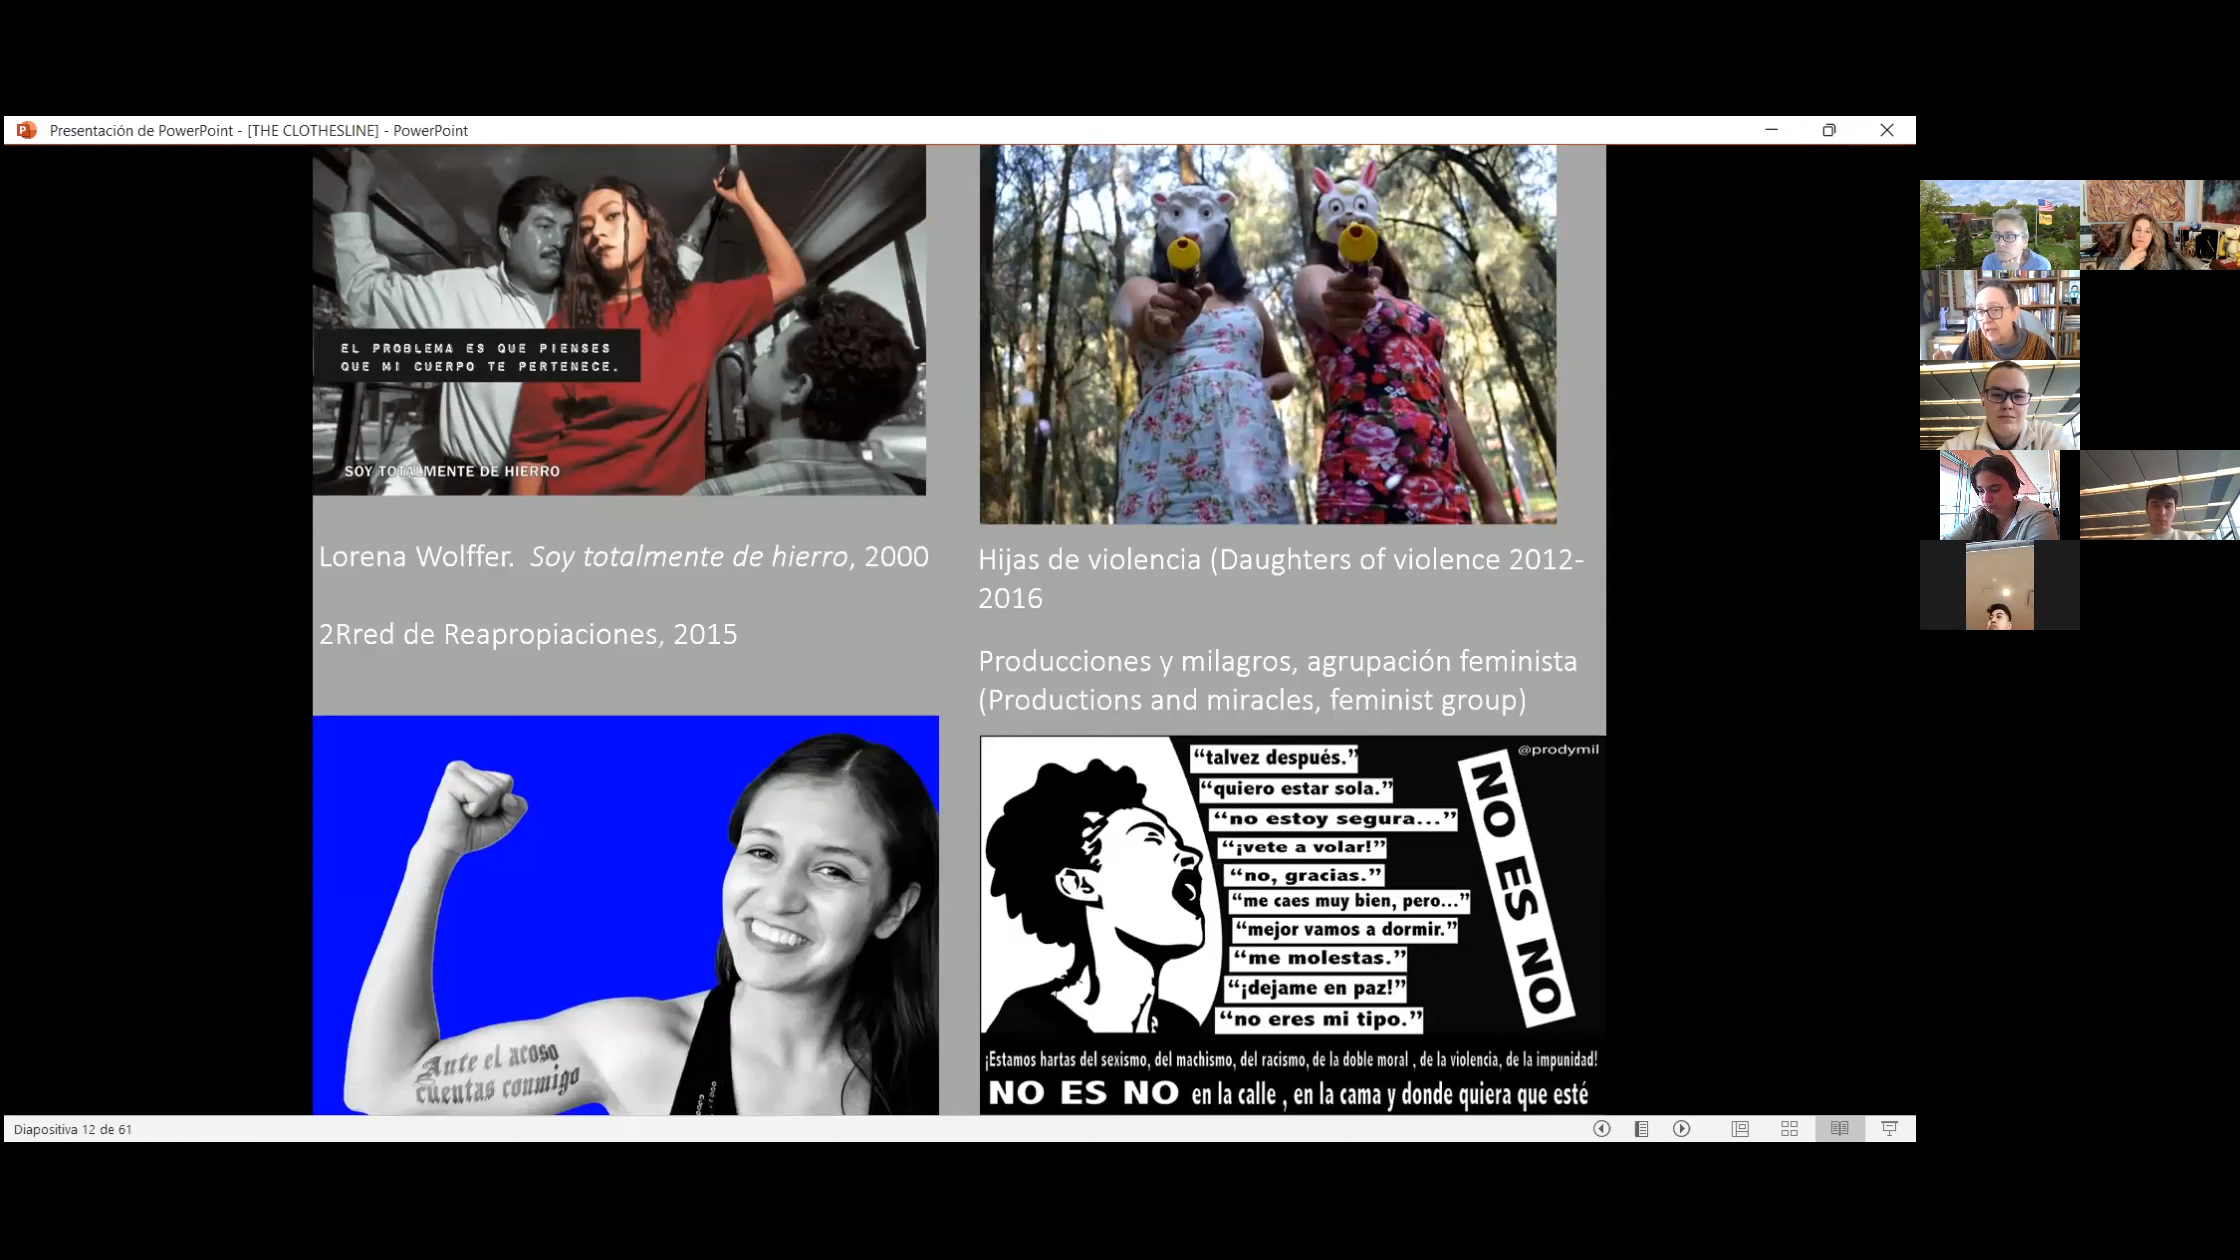 Presentación de PowerPoint - [THE CLOTHESLINE] - PowerPoint
EL PROBLEMA ES QUE PIENSES
QUE MI CUERPO TE PERTENECE.
SOY TOTALMENTE DE HIERRO
Lorena Wolffer. Soy totalmente de hierro, 2000
2Rred de Reapropiaciones, 2015
Hijas de violencia (Daughters of violence 2012-
2016
Producciones y milagros, agrupación feminista
(Productions and miracles, feminist group)
Ante el acoso
cuentas conmigo
@prodymil
“talvez después.”
“quiero estar sola.”
“no estoy segura...”
“¡vete a volar!”
“no, gracias.”
“me caes muy bien, pero...”
“mejor vamos a dormir.”
“me molestas.”
“¡dejame en paz!”
“no eres mi tipo.”
NO ES NO
¡Estamos hartas del sexismo, del machismo, del racismo, de la doble moral , de la violencia, de la impunidad!
NO ES NO en la calle , en la cama y donde quiera que esté
Diapositiva 12 de 61